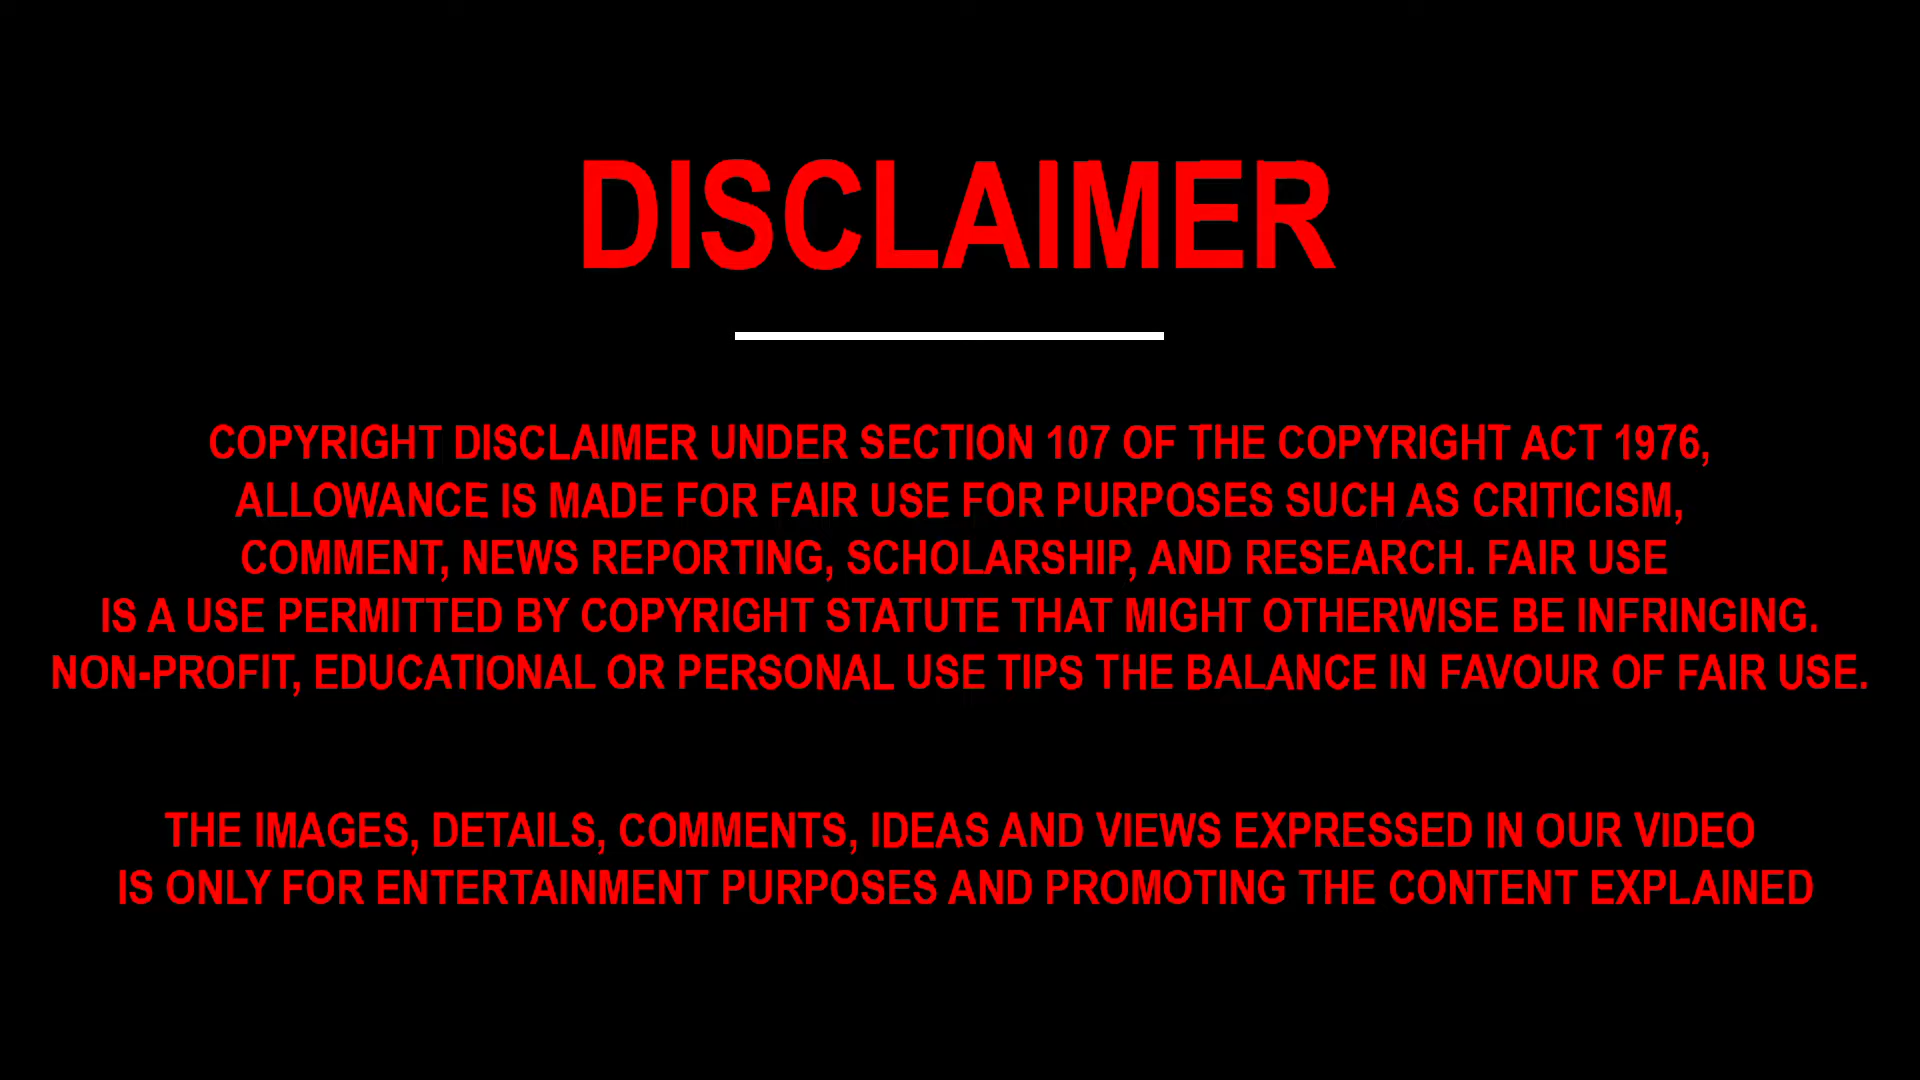 DISCLAIMER
COPYRIGHT DISCLAIMER UNDER SECTION 107 OF THE COPYRIGHT ACT 1976,
ALLOWANCE IS MADE FOR FAIR USE FOR PURPOSES SUCH AS CRITICISM,
COMMENT, NEWS REPORTING, SCHOLARSHIP, AND RESEARCH. FAIR USE
IS A USE PERMITTED BY COPYRIGHT STATUTE THAT MIGHT OTHERWISE BE INFRINGING.
NON-PROFIT, EDUCATIONAL OR PERSONAL USE TIPS THE BALANCE IN FAVOUR OF FAIR USE.
THE IMAGES, DETAILS, COMMENTS, IDEAS AND VIEWS EXPRESSED IN OUR VIDEO
IS ONLY FOR ENTERTAINMENT PURPOSES AND PROMOTING THE CONTENT EXPLAINED